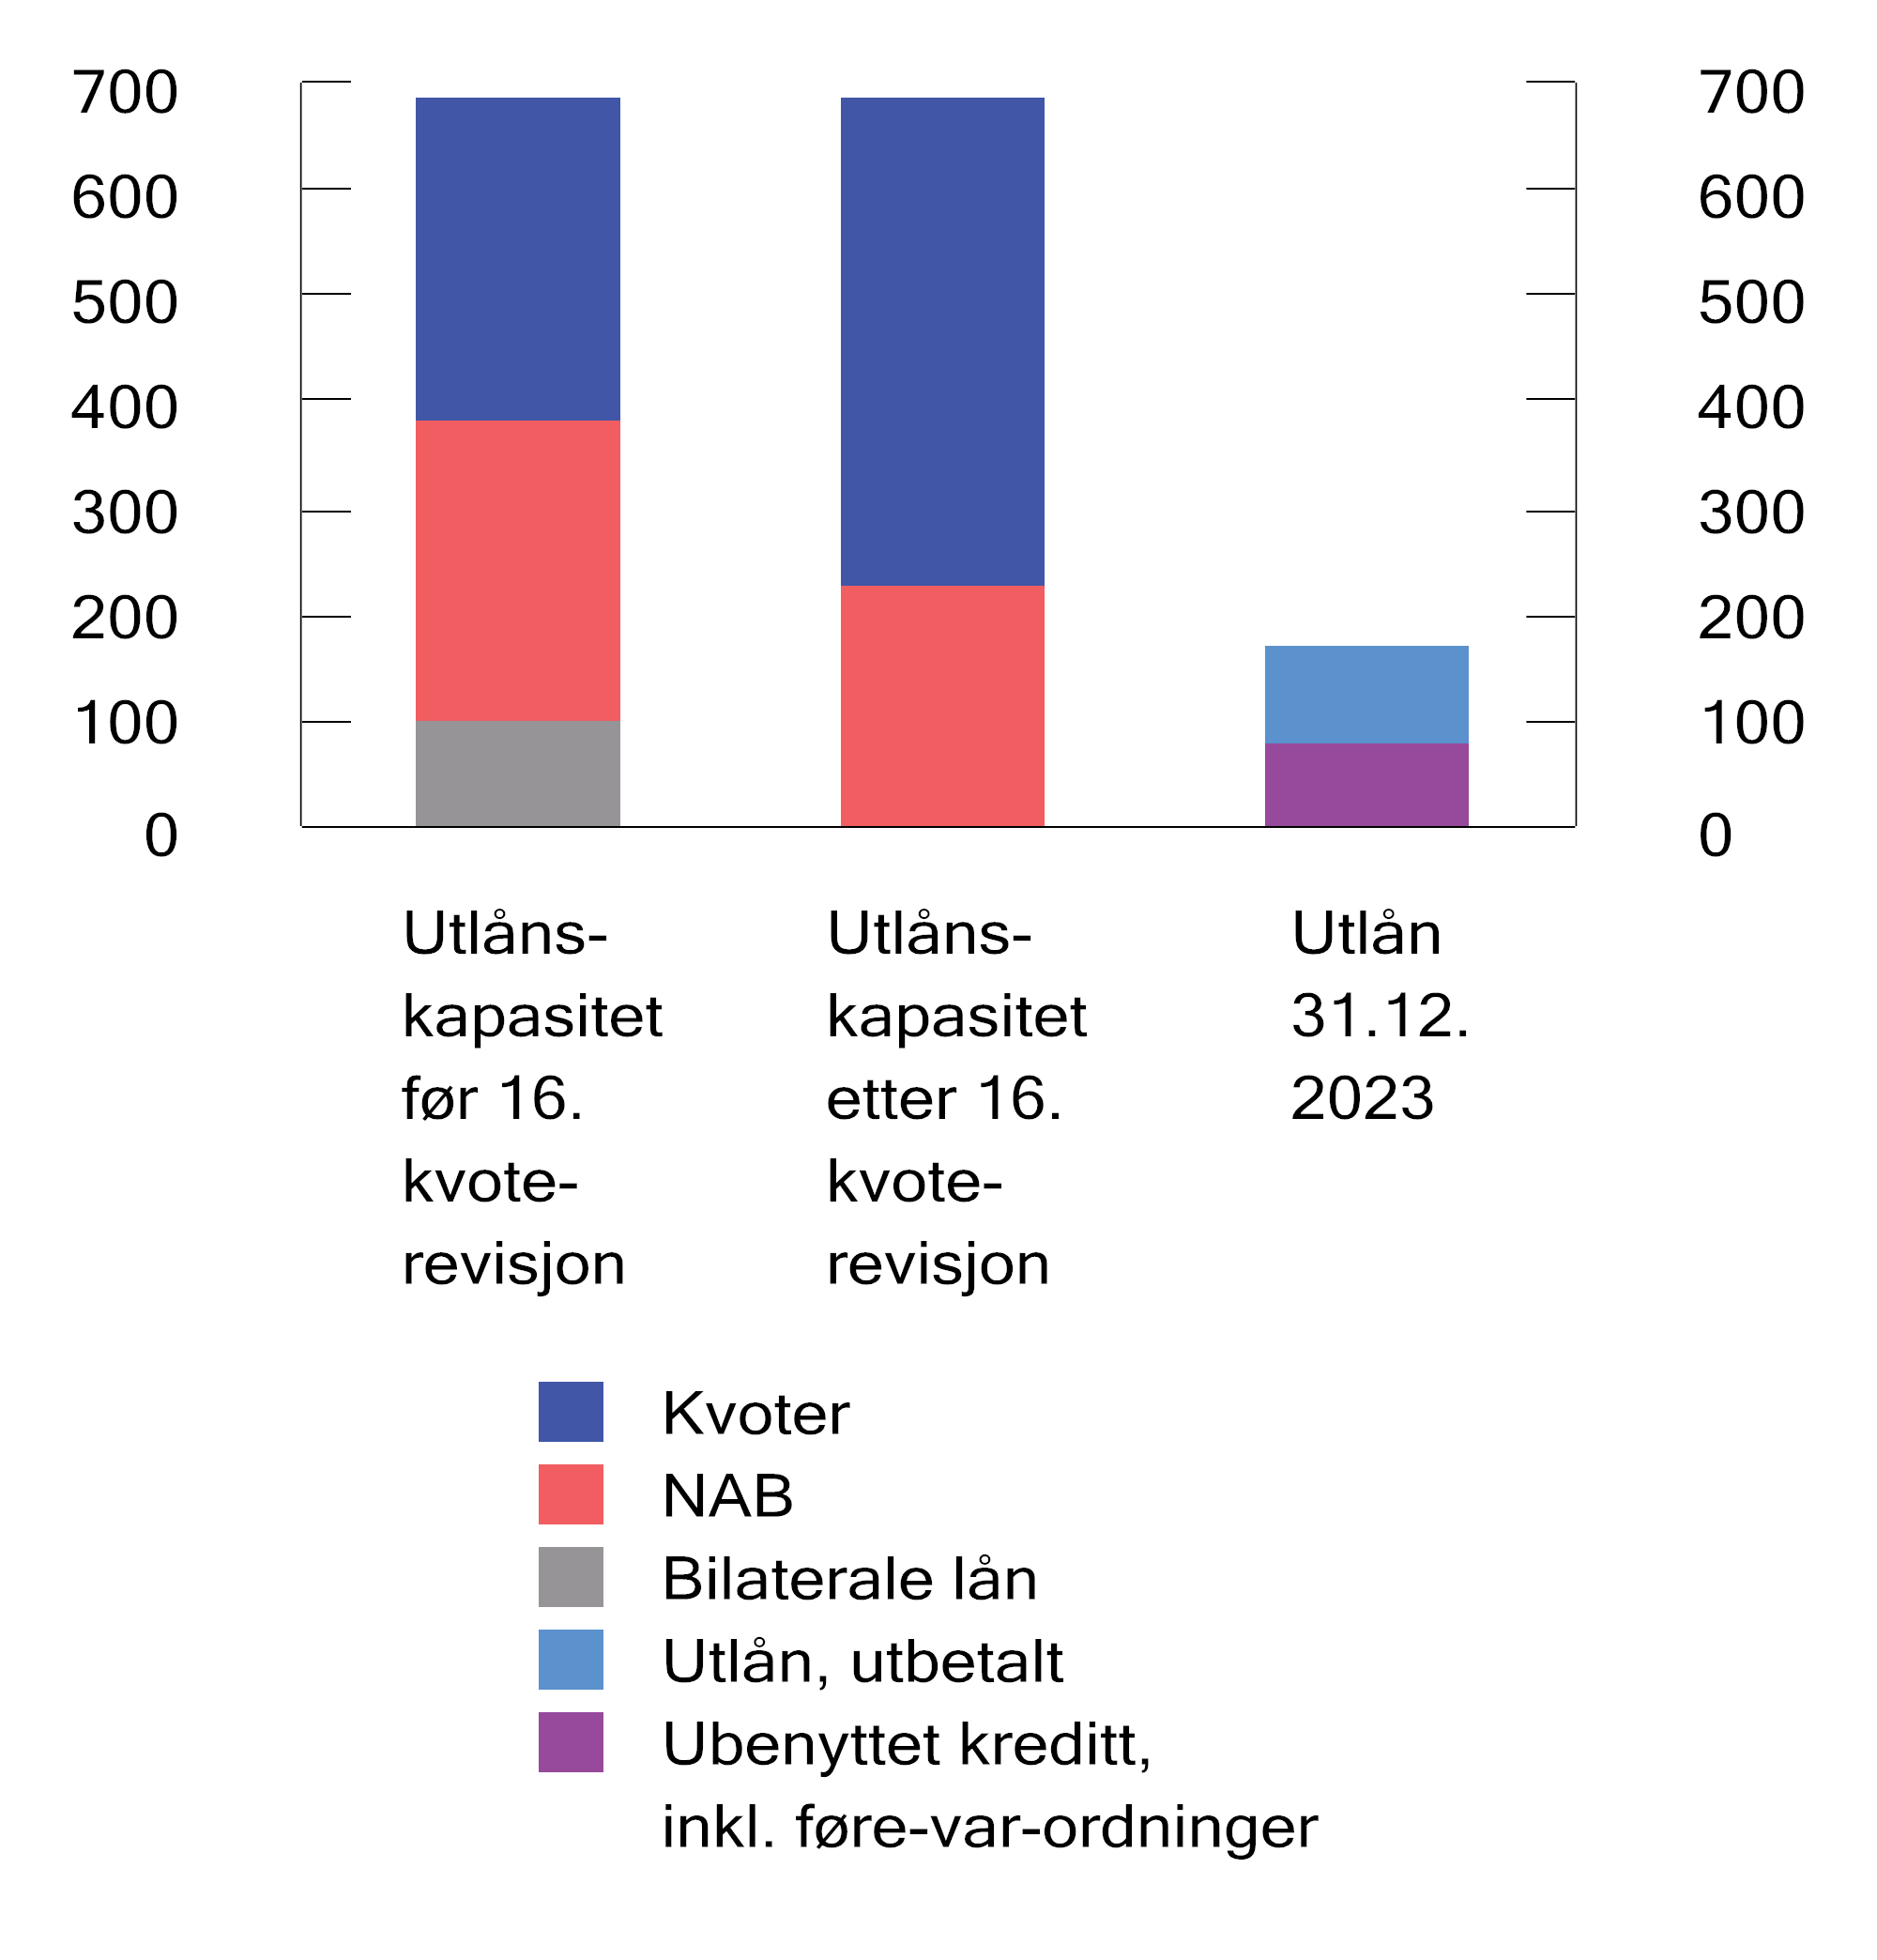 700 700
600 600
500 500
400 400
300 300
200 200
100 100
0 0
Utlåns- Utlåns- Utlån
kapasitet kapasitet 31.12.
før 16. etter 16. 2023
kvote- kvote-
revisjon revisjon
Kvoter
NAB
Bilaterale lån
Utlån, utbetalt
Ubenyttet kreditt,
inkl. føre-var-ordninger